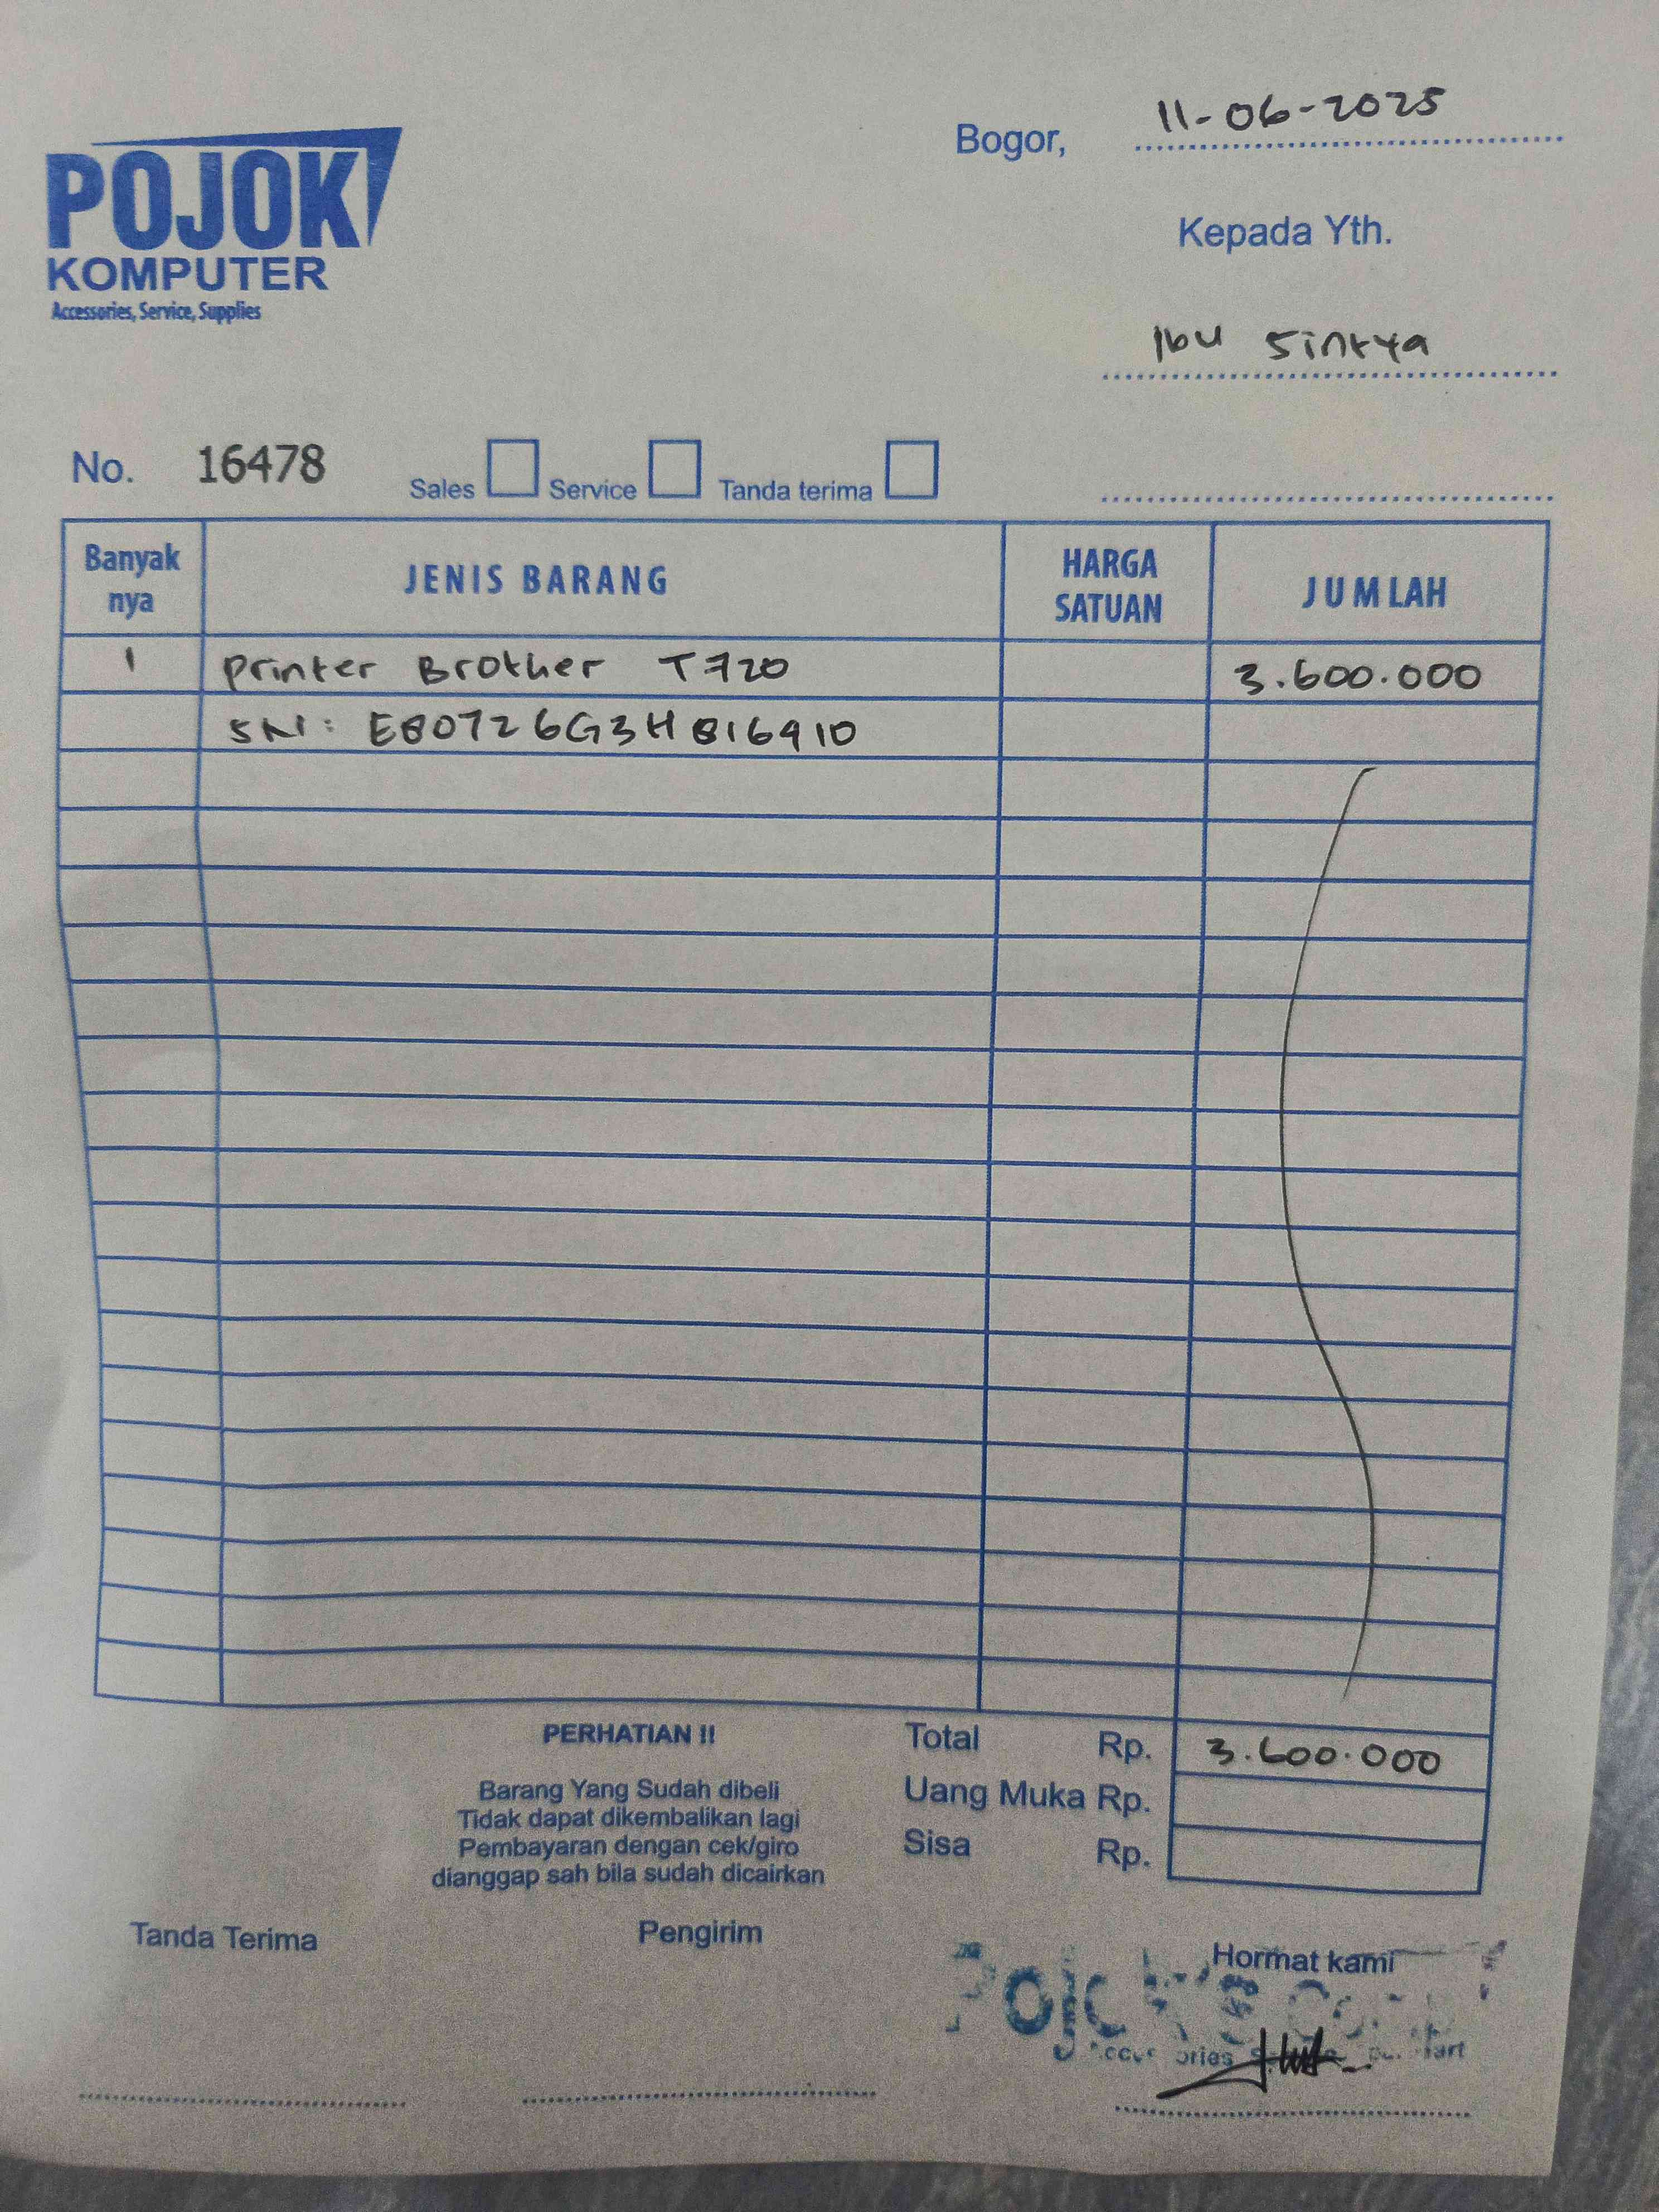 POJOK
KOMPUTER
Accessories, Service, Supplies
Bogor, 11-06-2025
Kepada Yth.
Ibu Sintya
No. 16478 Sales Service Tanda terima
Banyak nya JENIS BARANG HARGA SATUAN JUMLAH
1 Printer Brother T720 3.600.000
SN: E80726G3H816910
PERHATIAN !!
Barang Yang Sudah dibeli
Tidak dapat dikembalikan lagi
Pembayaran dengan cek/giro
dianggap sah bila sudah dicairkan
Total Rp. 3.600.000
Uang Muka Rp.
Sisa Rp.
Tanda Terima Pengirim Hormat kami